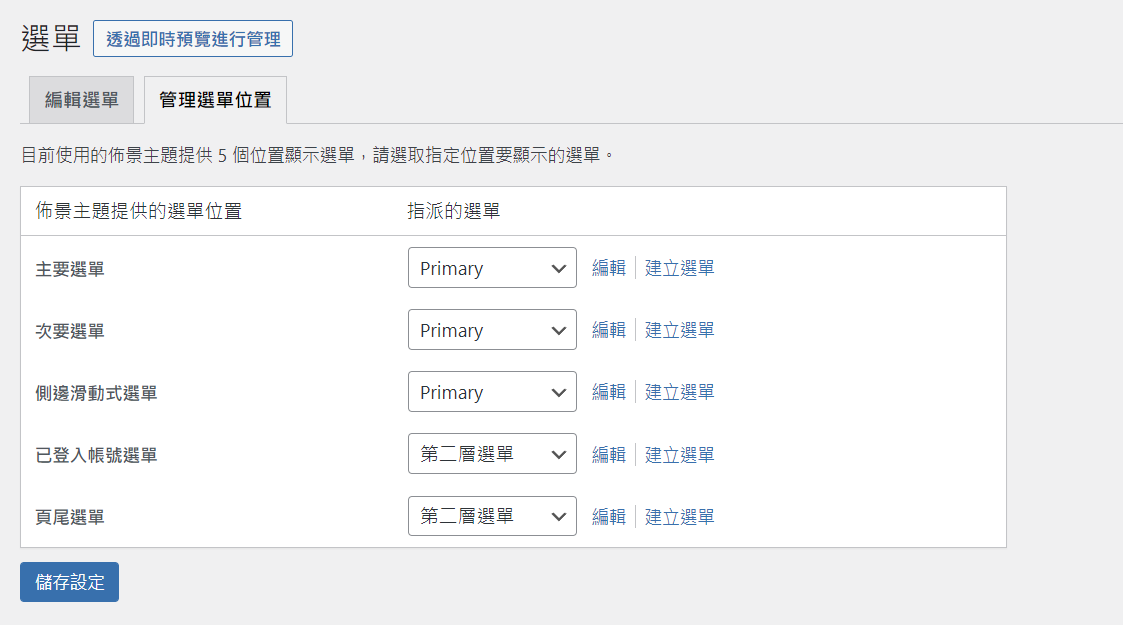 選單 透過即時預覽進行管理
編輯選單 管理選單位置
目前使用的佈景主題提供 5 個位置顯示選單，請選取指定位置要顯示的選單。
佈景主題提供的選單位置 指派的選單
主要選單 Primary 編輯 建立選單
次要選單 Primary 編輯 建立選單
側邊滑動式選單 Primary 編輯 建立選單
已登入帳號選單 第二層選單 編輯 建立選單
頁尾選單 第二層選單 編輯 建立選單
儲存設定